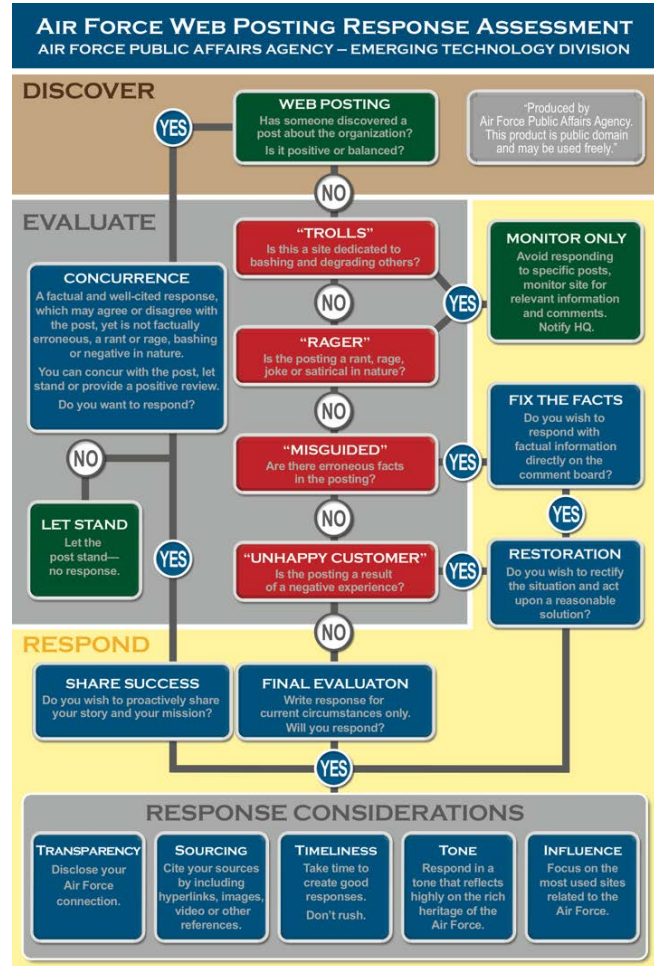 AIR FORCE WEB POSTING RESPONSE ASSESSMENT
AIR FORCE PUBLIC AFFAIRS AGENCY – EMERGING TECHNOLOGY DIVISION
DISCOVER
WEB POSTING
Has someone discovered a
post about the organization?
Is it positive or balanced?
"Produced by
Air Force Public Affairs Agency.
This product is public domain
and may be used freely."
YES
NO
EVALUATE
"TROLLS"
Is this a site dedicated to
bashing and degrading others?
MONITOR ONLY
Avoid responding
to specific posts,
monitor site for
relevant information
and comments.
Notify HQ.
CONCURRENCE
A factual and well-cited response,
which may agree or disagree with
the post, yet is not factually
erroneous, a rant or rage, bashing
or negative in nature.
You can concur with the post, let
stand or provide a positive review.
Do you want to respond?
NO
YES
"RAGER"
Is the posting a rant, rage,
joke or satirical in nature?
NO
FIX THE FACTS
Do you wish to
respond with
factual information
directly on the
comment board?
"MISGUIDED"
Are there erroneous facts
in the posting?
YES
NO
NO
YES
LET STAND
Let the
post stand—
no response.
YES
"UNHAPPY CUSTOMER"
Is the posting a result
of a negative experience?
YES
RESTORATION
Do you wish to rectify
the situation and act
upon a reasonable
solution?
NO
RESPOND
SHARE SUCCESS
Do you wish to proactively share
your story and your mission?
FINAL EVALUATON
Write response for
current circumstances only.
Will you respond?
YES
RESPONSE CONSIDERATIONS
TRANSPARENCY
Disclose your
Air Force
connection.
SOURCING
Cite your sources
by including
hyperlinks, images,
video or other
references.
TIMELINESS
Take time to
create good
responses.
Don't rush.
TONE
Respond in a
tone that reflects
highly on the rich
heritage of the
Air Force.
INFLUENCE
Focus on the
most used sites
related to the
Air Force.